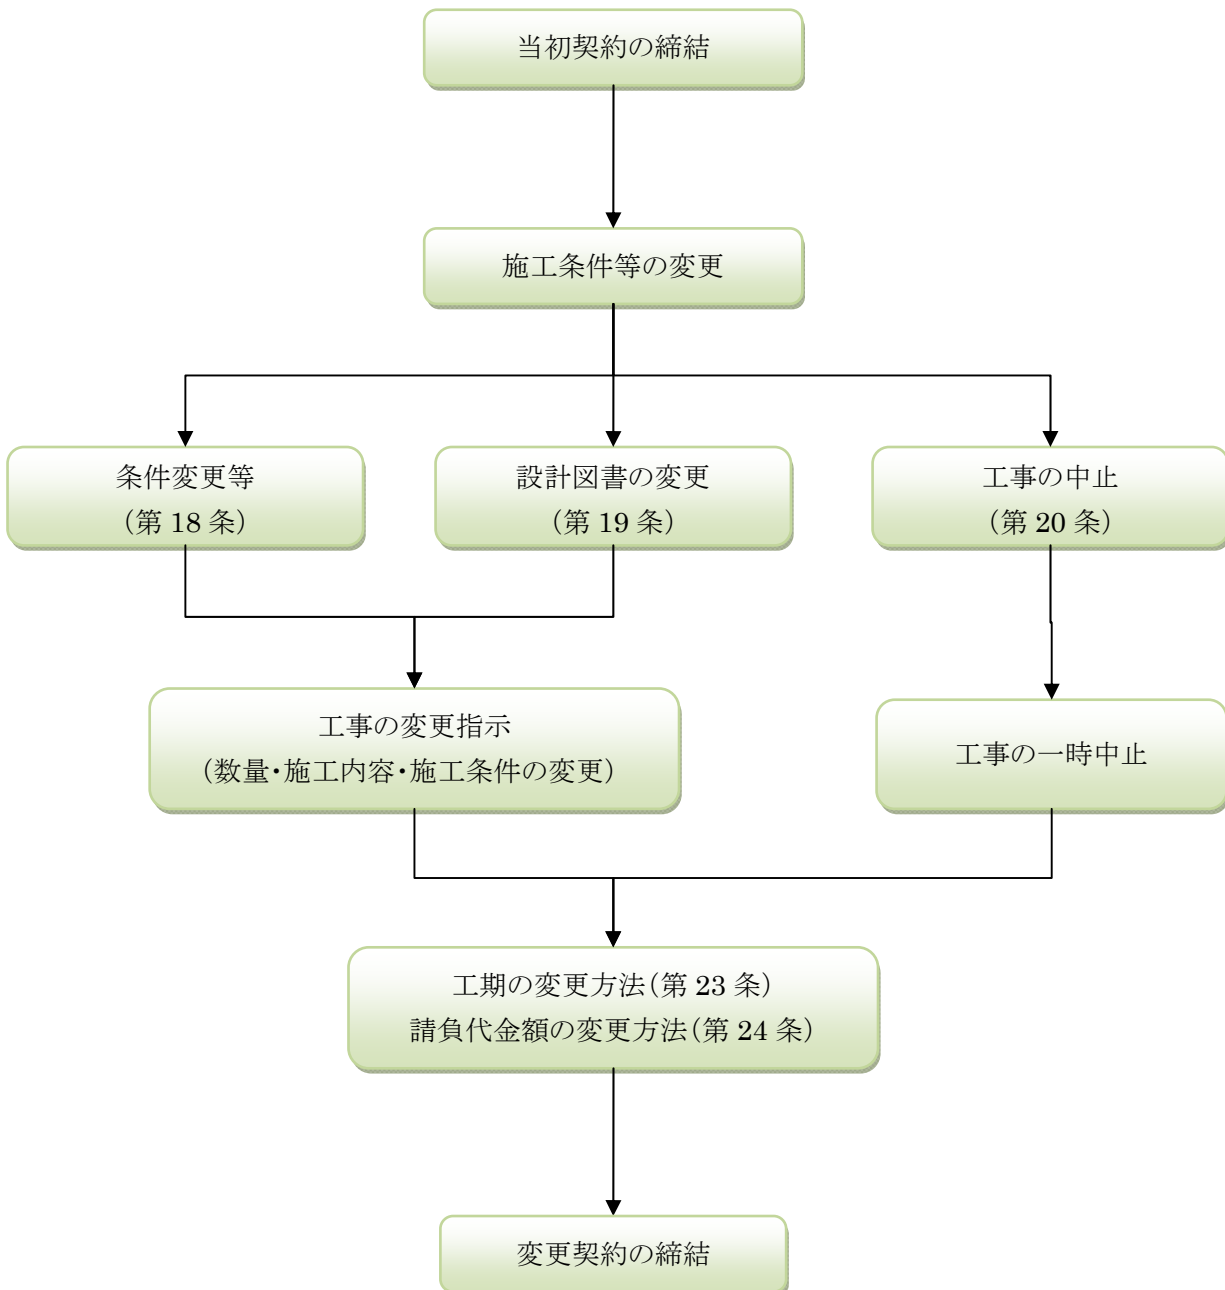 当初契約の締結
施工条件等の変更
条件変更等
(第 18 条)
設計図書の変更
(第 19 条)
工事の中止
(第 20 条)
工事の変更指示
(数量・施工内容・施工条件の変更)
工事の一時中止
工期の変更方法(第 23 条)
請負代金額の変更方法(第 24 条)
変更契約の締結